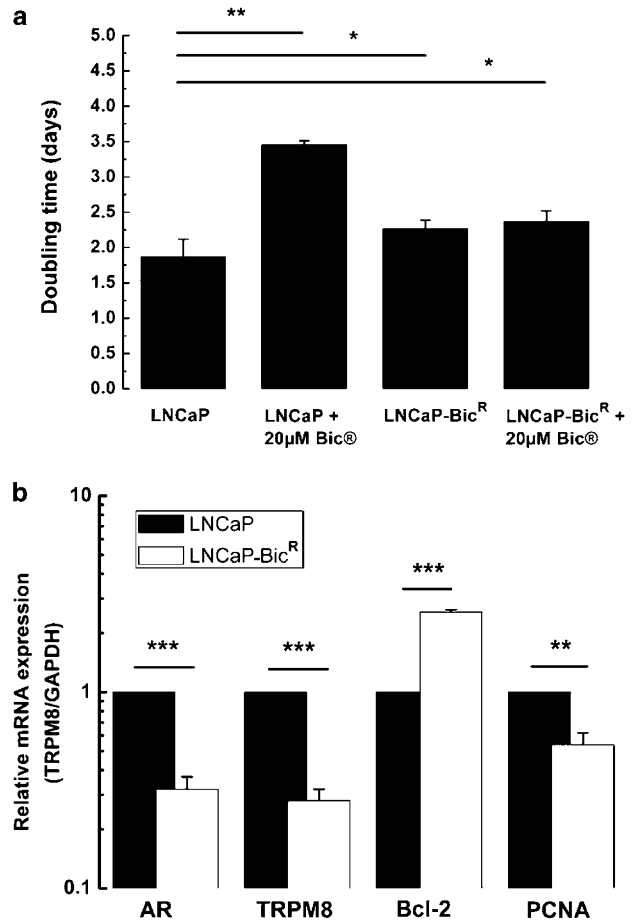 a
**
*
*
5.0
4.5
4.0
3.5
3.0
2.5
2.0
1.5
1.0
0.5
0.0
Doubling time (days)
LNCaP
LNCaP +
20µM Bic®
LNCaP-Bic^R
LNCaP-Bic^R +
20µM Bic®
b
10
1
0.1
Relative mRNA expression
(TRPM8/GAPDH)
LNCaP
LNCaP-Bic^R
***
***
***
**
AR
TRPM8
Bcl-2
PCNA